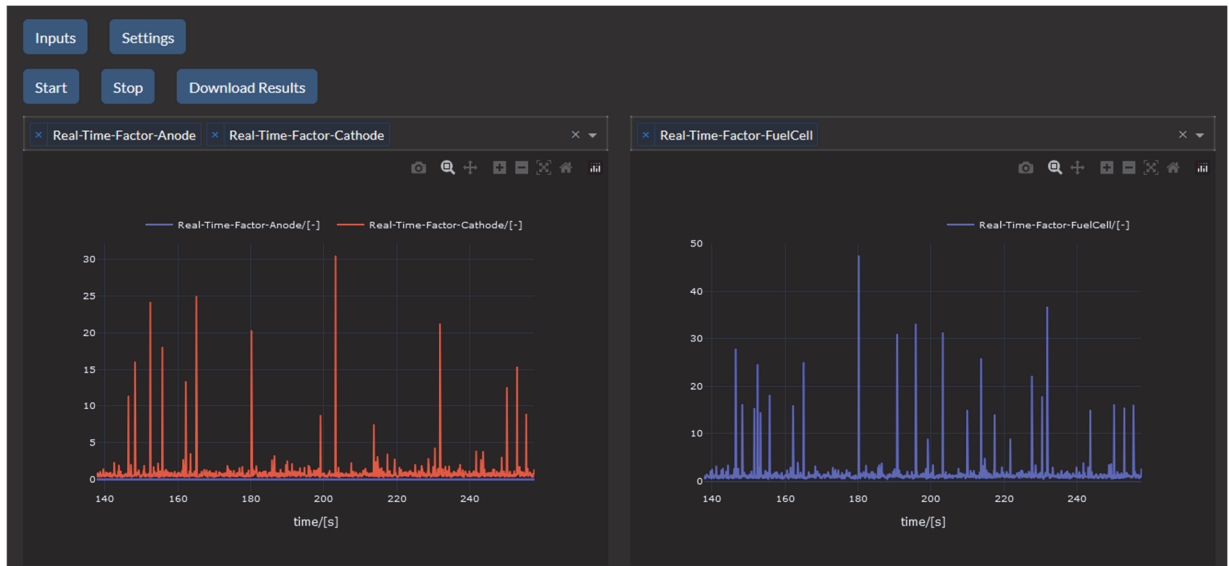 Inputs Settings
Start Stop Download Results
× Real-Time-Factor-Anode × Real-Time-Factor-Cathode ×
Real-Time-Factor-Anode/[-] Real-Time-Factor-Cathode/[-]
30
25
20
15
10
5
0
140 160 180 200 220 240
time/[s]
× Real-Time-Factor-FuelCell ×
Real-Time-Factor-FuelCell/[-]
50
40
30
20
10
0
140 160 180 200 220 240
time/[s]